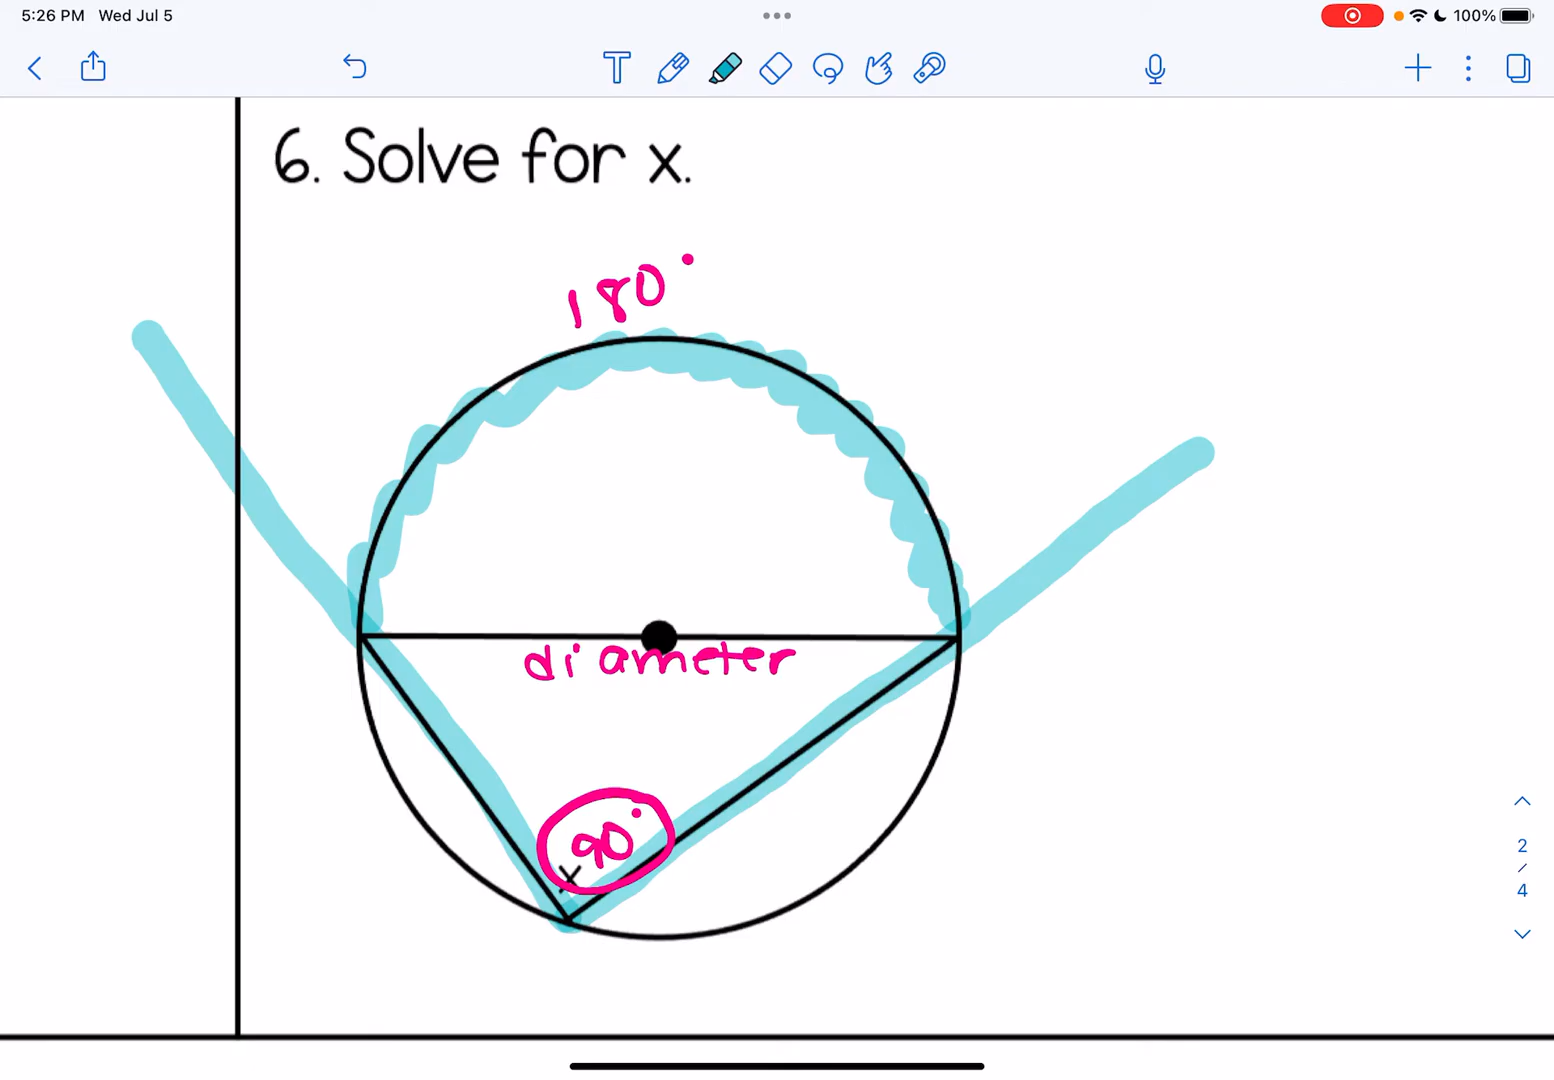 5:26 PM Wed Jul 5
100%
T
6. Solve for x.
180°
diameter
90°
x
2
/
4